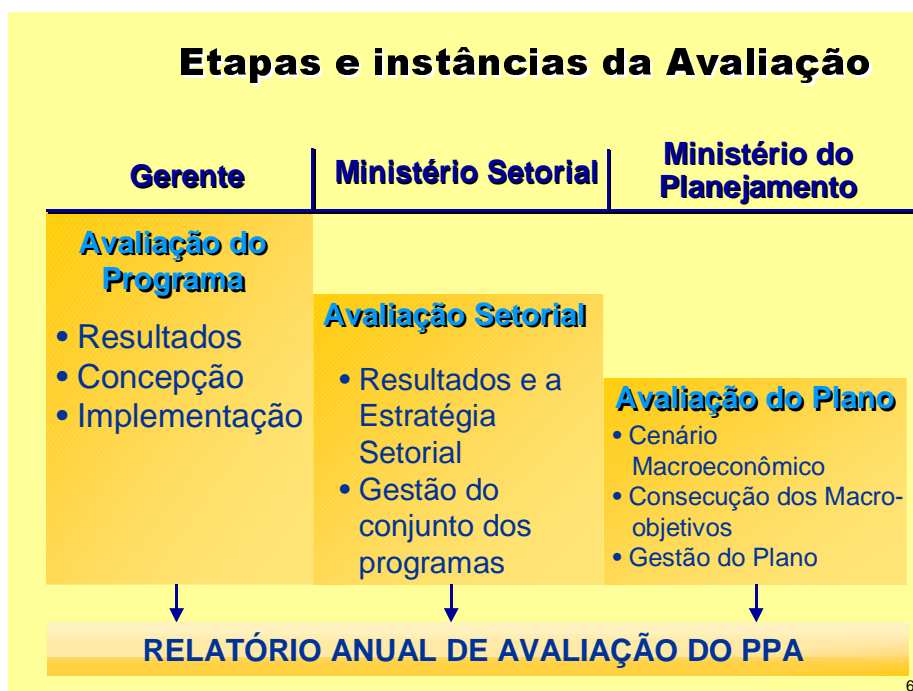 Etapas e instâncias da Avaliação
Gerente
Ministério Setorial
Ministério do
Planejamento
Avaliação do
Programa
• Resultados
• Concepção
• Implementação
Avaliação Setorial
• Resultados e a
Estratégia
Setorial
• Gestão do
conjunto dos
programas
Avaliação do Plano
• Cenário
Macroeconômico
• Consecução dos Macro-
objetivos
• Gestão do Plano
RELATÓRIO ANUAL DE AVALIAÇÃO DO PPA
6